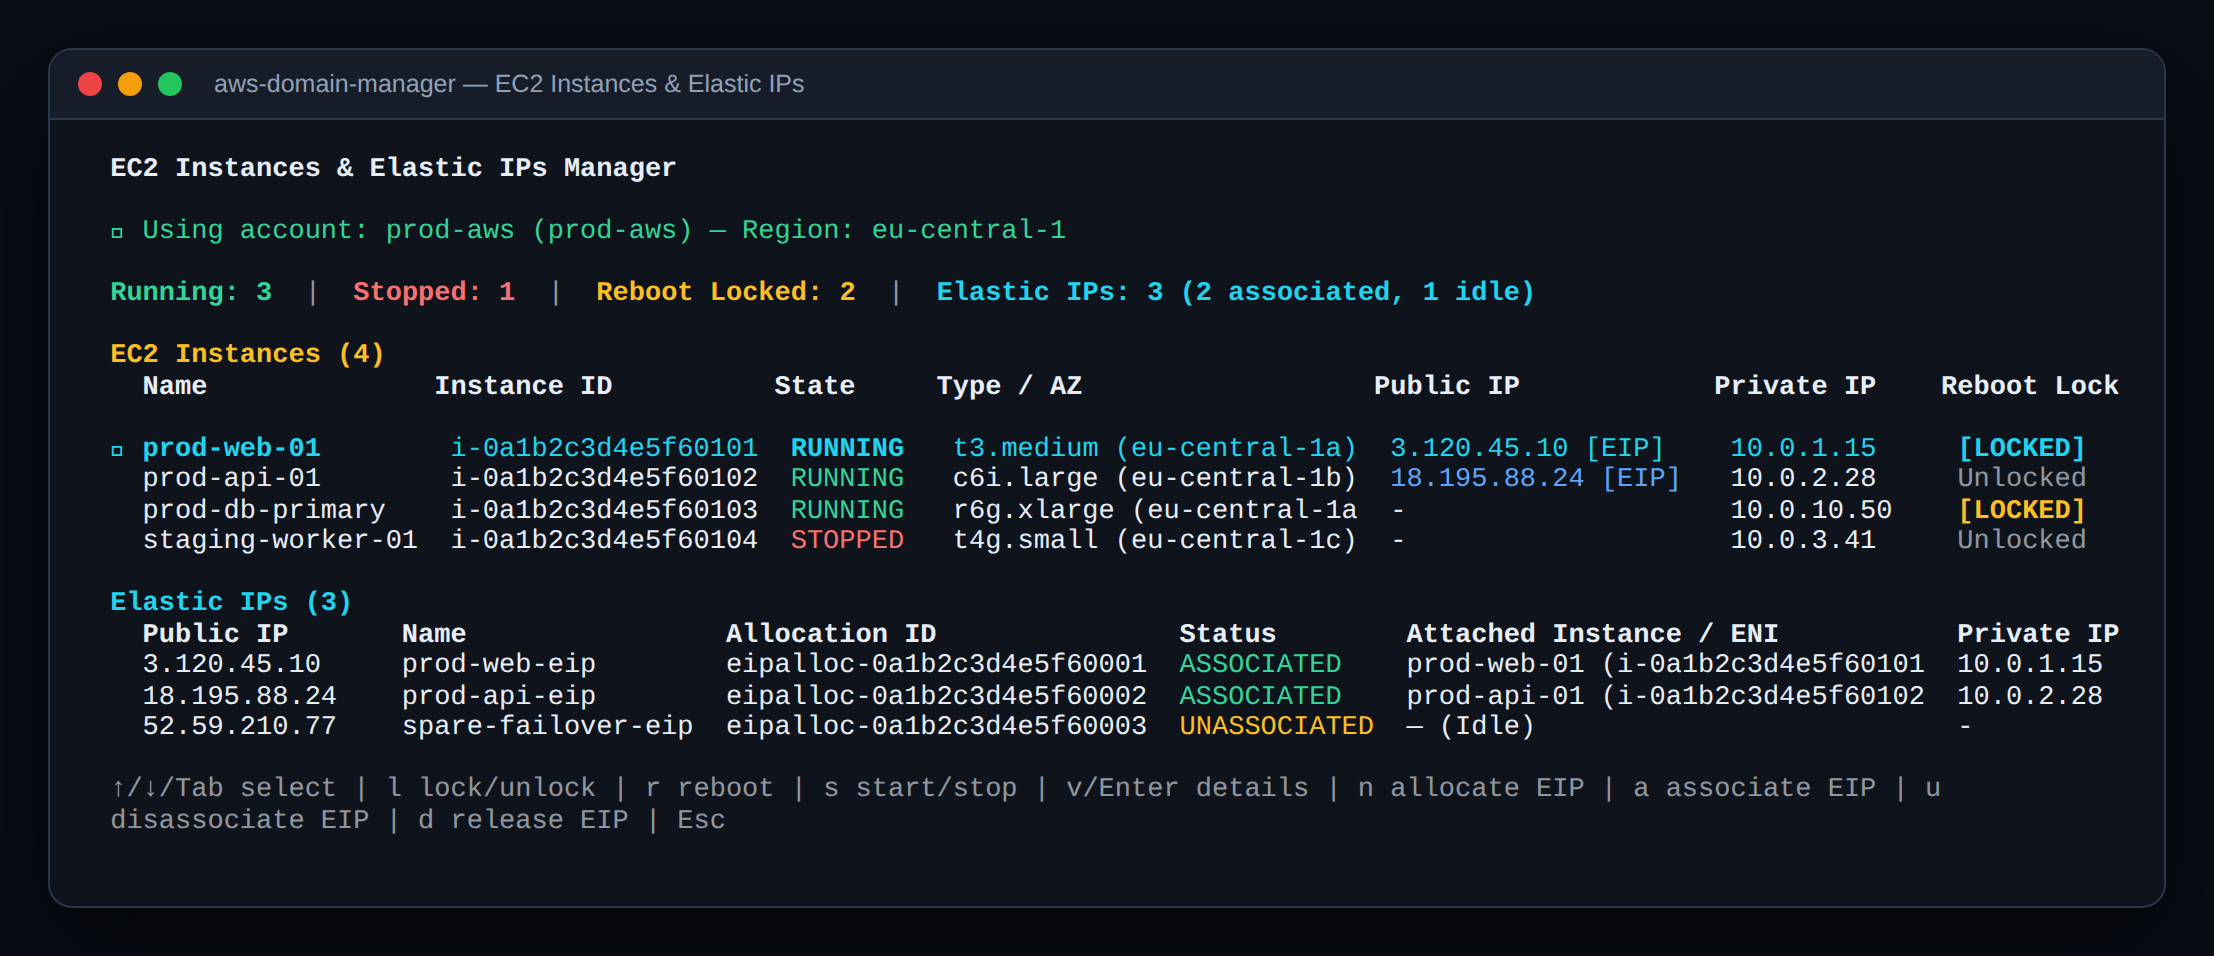 aws-domain-manager — EC2 Instances & Elastic IPs
EC2 Instances & Elastic IPs Manager
Using account: prod-aws (prod-aws) — Region: eu-central-1
Running: 3 | Stopped: 1 | Reboot Locked: 2 | Elastic IPs: 3 (2 associated, 1 idle)
EC2 Instances (4)
Name Instance ID State Type / AZ Public IP Private IP Reboot Lock
prod-web-01 i-0a1b2c3d4e5f60101 RUNNING t3.medium (eu-central-1a) 3.120.45.10 [EIP] 10.0.1.15 [LOCKED]
prod-api-01 i-0a1b2c3d4e5f60102 RUNNING c6i.large (eu-central-1b) 18.195.88.24 [EIP] 10.0.2.28 Unlocked
prod-db-primary i-0a1b2c3d4e5f60103 RUNNING r6g.xlarge (eu-central-1a - 10.0.10.50 [LOCKED]
staging-worker-01 i-0a1b2c3d4e5f60104 STOPPED t4g.small (eu-central-1c) - 10.0.3.41 Unlocked
Elastic IPs (3)
Public IP Name Allocation ID Status Attached Instance / ENI Private IP
3.120.45.10 prod-web-eip eipalloc-0a1b2c3d4e5f60001 ASSOCIATED prod-web-01 (i-0a1b2c3d4e5f60101 10.0.1.15
18.195.88.24 prod-api-eip eipalloc-0a1b2c3d4e5f60002 ASSOCIATED prod-api-01 (i-0a1b2c3d4e5f60102 10.0.2.28
52.59.210.77 spare-failover-eip eipalloc-0a1b2c3d4e5f60003 UNASSOCIATED — (Idle) -
↑/↓/Tab select | l lock/unlock | r reboot | s start/stop | v/Enter details | n allocate EIP | a associate EIP | u
disassociate EIP | d release EIP | Esc